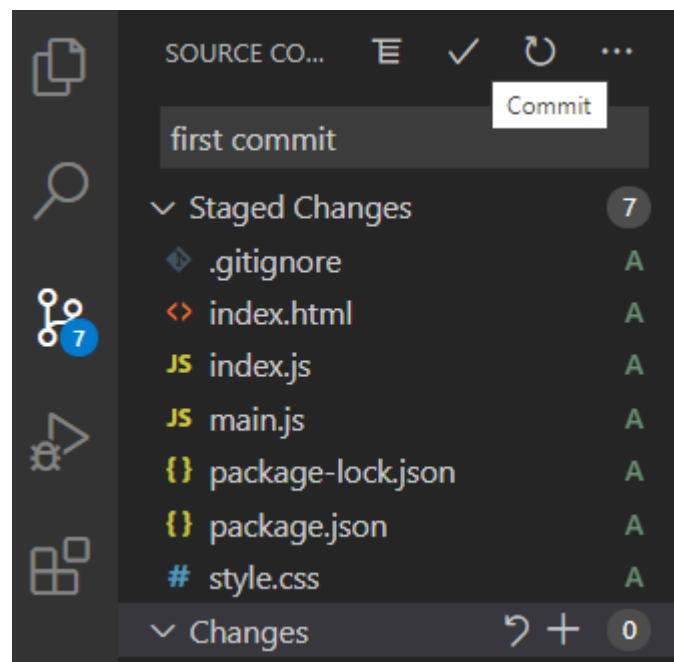 SOURCE CO...
Commit
first commit
Staged Changes 7
.gitignore A
<> index.html A
7
JS index.js A
JS main.js A
{} package-lock.json A
{} package.json A
# style.css A
Changes 0